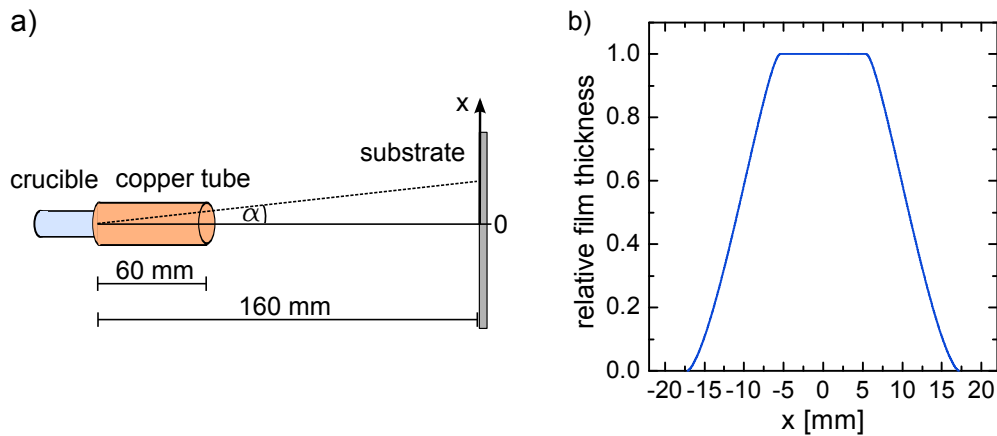 a)
x
substrate
crucible
copper tube
α
0
60 mm
160 mm
b)
relative film thickness
1.0
0.8
0.6
0.4
0.2
0.0
-20 -15 -10 -5 0 5 10 15 20
x [mm]